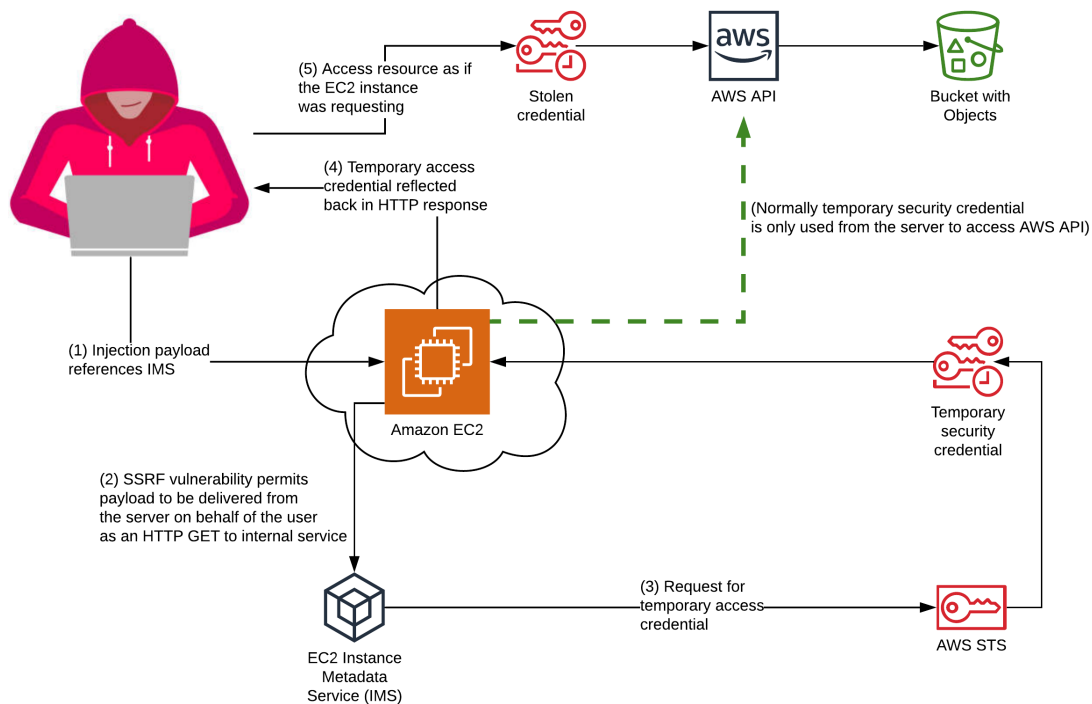 (5) Access resource as if
the EC2 instance
was requesting
Stolen
credential
aws
AWS API
Bucket with
Objects
(4) Temporary access
credential reflected
back in HTTP response
(Normally temporary security credential
is only used from the server to access AWS API)
(1) Injection payload
references IMS
Amazon EC2
Temporary
security
credential
(2) SSRF vulnerability permits
payload to be delivered from
the server on behalf of the user
as an HTTP GET to internal service
(3) Request for
temporary access
credential
EC2 Instance
Metadata
Service (IMS)
AWS STS